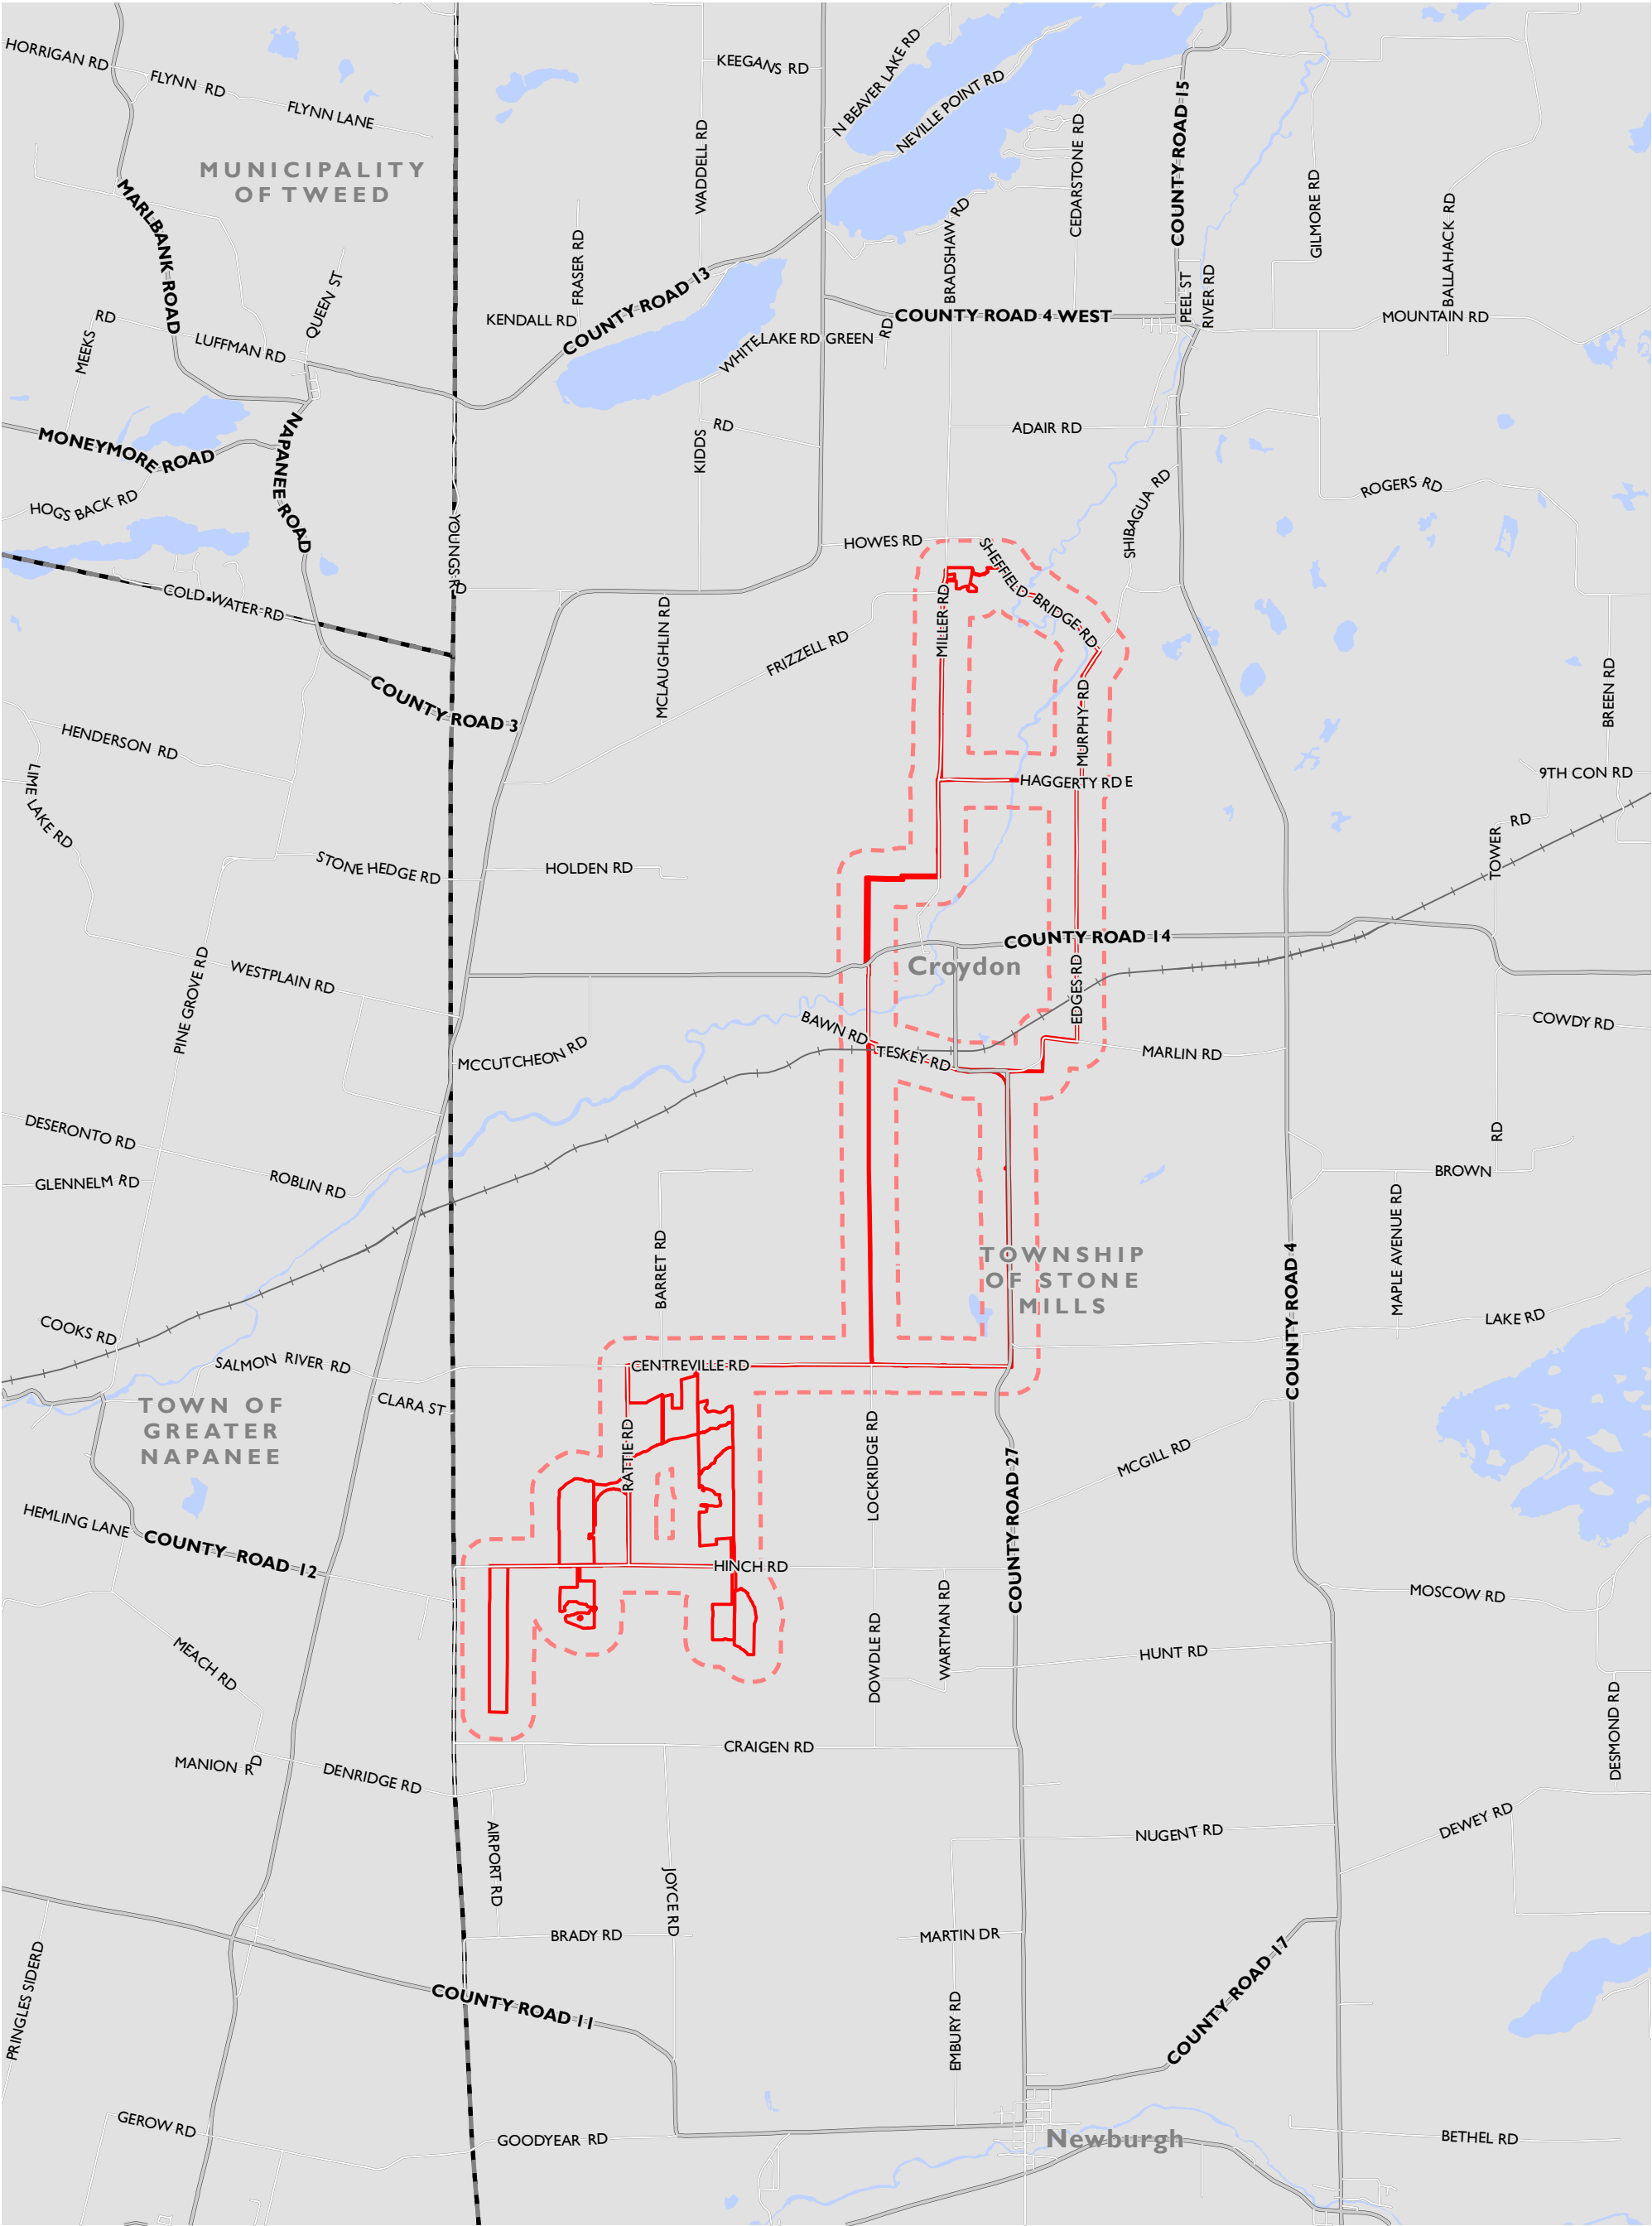 HORRIGAN RD
FLYNN RD
FLYNN LANE
KEEGANS RD
N BEAVER LAKE RD
NEVILLE POINT RD
COUNTY ROAD 15
MUNICIPALITY
OF TWEED
WADDELL RD
CEDARSTONE RD
GILMORE RD
BALLAHACK RD
MARLBANK ROAD
FRASER RD
BRADSHAW RD
QUEEN ST
COUNTY ROAD 13
PEEL ST
RIVER RD
KENDALL RD
COUNTY ROAD 4 WEST
MOUNTAIN RD
MEEKS RD
LUFFMAN RD
WHITE LAKE RD
GREEN RD
MONEYMORE ROAD
NAPANEE ROAD
KIDDS RD
ADAIR RD
HOGS BACK RD
SHIBAGUA RD
ROGERS RD
YOUNGS RD
HOWES RD
SHEFFIELD BRIDGE RD
COLD WATER RD
MCLAUGHLIN RD
FRIZZELL RD
MILLER RD
COUNTY ROAD 3
MURPHY RD
BREEN RD
HENDERSON RD
LIME LAKE RD
HAGGERTY RD E
9TH CON RD
TOWER RD
STONE HEDGE RD
HOLDEN RD
COUNTY ROAD 14
Croydon
PINE GROVE RD
WESTPLAIN RD
EDGES RD
COWDY RD
MCCUTCHEON RD
BAWN RD
TESKEY RD
MARLIN RD
DESERONTO RD
ROBLIN RD
GLENNELM RD
BROWN RD
BARRET RD
MAPLE AVENUE RD
TOWNSHIP
OF STONE
MILLS
COUNTY ROAD 4
LAKE RD
COOKS RD
SALMON RIVER RD
CENTREVILLE RD
CLARA ST
TOWN OF
GREATER
NAPANEE
RATTIE RD
LOCKRIDGE RD
MCGILL RD
COUNTY ROAD 27
HEMLING LANE
COUNTY ROAD 12
HINCH RD
MOSCOW RD
MEACH RD
DOWDLE RD
WARTMAN RD
HUNT RD
DESMOND RD
MANION RD
DENRIDGE RD
CRAIGEN RD
AIRPORT RD
JOYCE RD
NUGENT RD
DEWEY RD
BRADY RD
MARTIN DR
PRINGLES SIDERD
COUNTY ROAD 11
EMBURY RD
COUNTY ROAD 17
GEROW RD
GOODYEAR RD
Newburgh
BETHEL RD